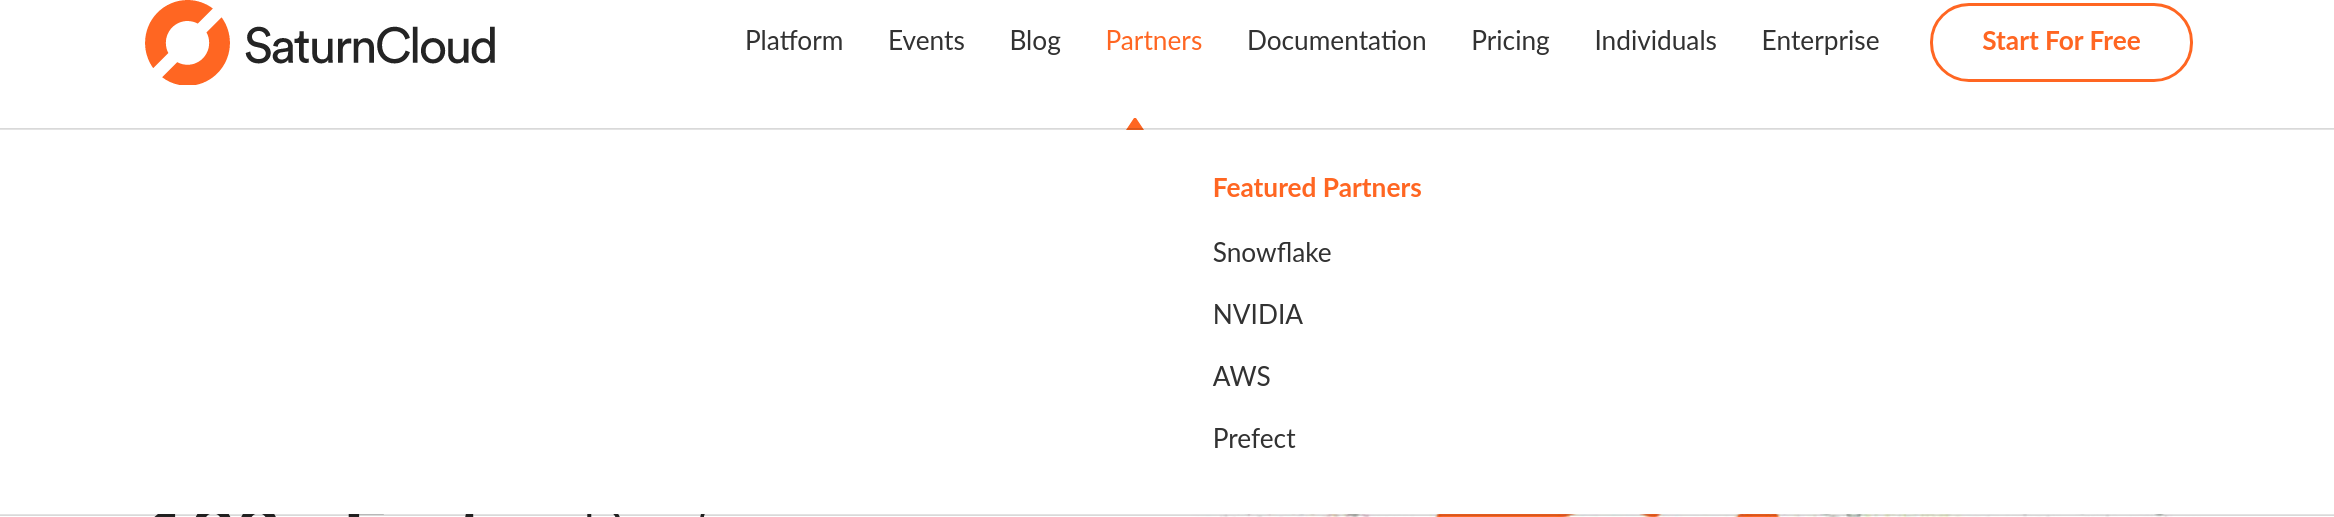 SaturnCloud
Platform Events Blog Partners Documentation Pricing Individuals Enterprise Start For Free
Featured Partners
Snowflake
NVIDIA
AWS
Prefect